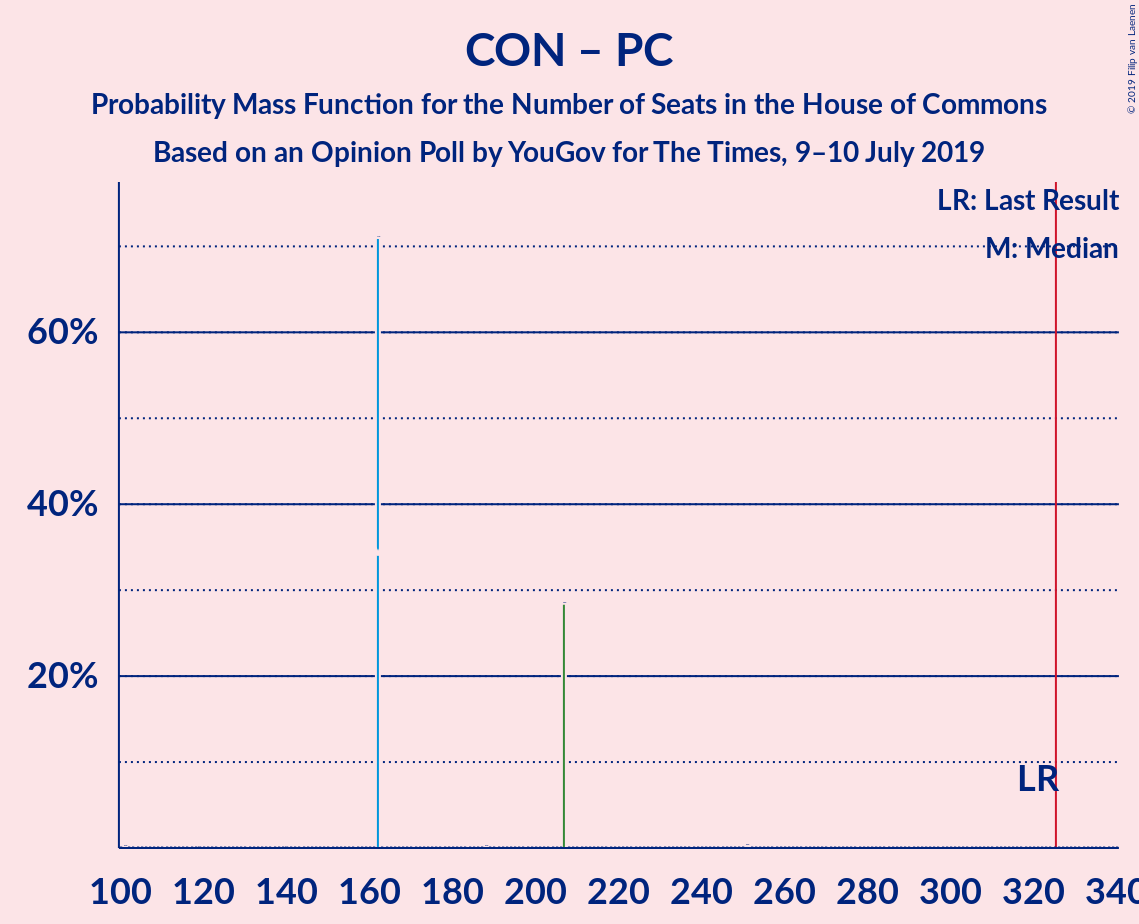 CON – PC
Probability Mass Function for the Number of Seats in the House of Commons
Based on an Opinion Poll by YouGov for The Times, 9–10 July 2019
© 2019 Filip van Laenen
LR: Last Result
M: Median
60%
40%
20%
LR
100 120 140 160 180 200 220 240 260 280 300 320 340